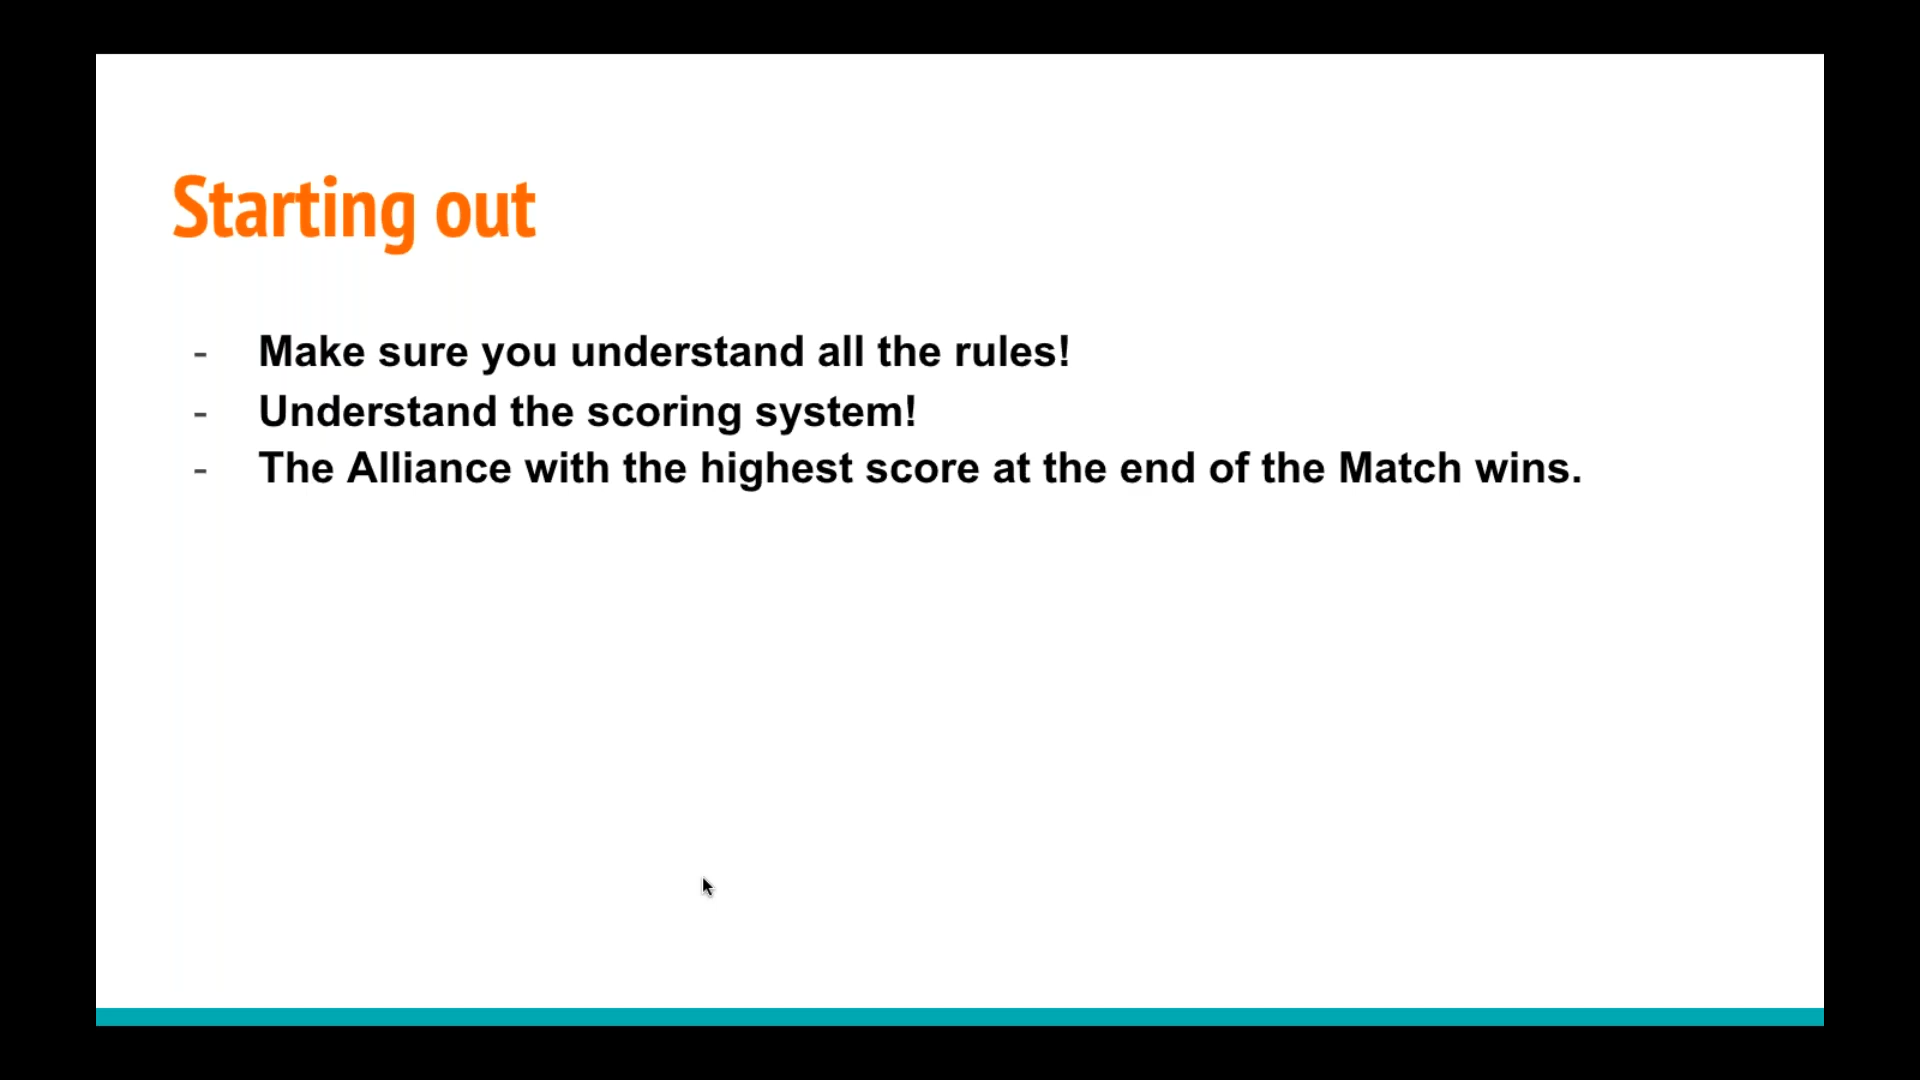 Starting out
- Make sure you understand all the rules!
- Understand the scoring system!
- The Alliance with the highest score at the end of the Match wins.